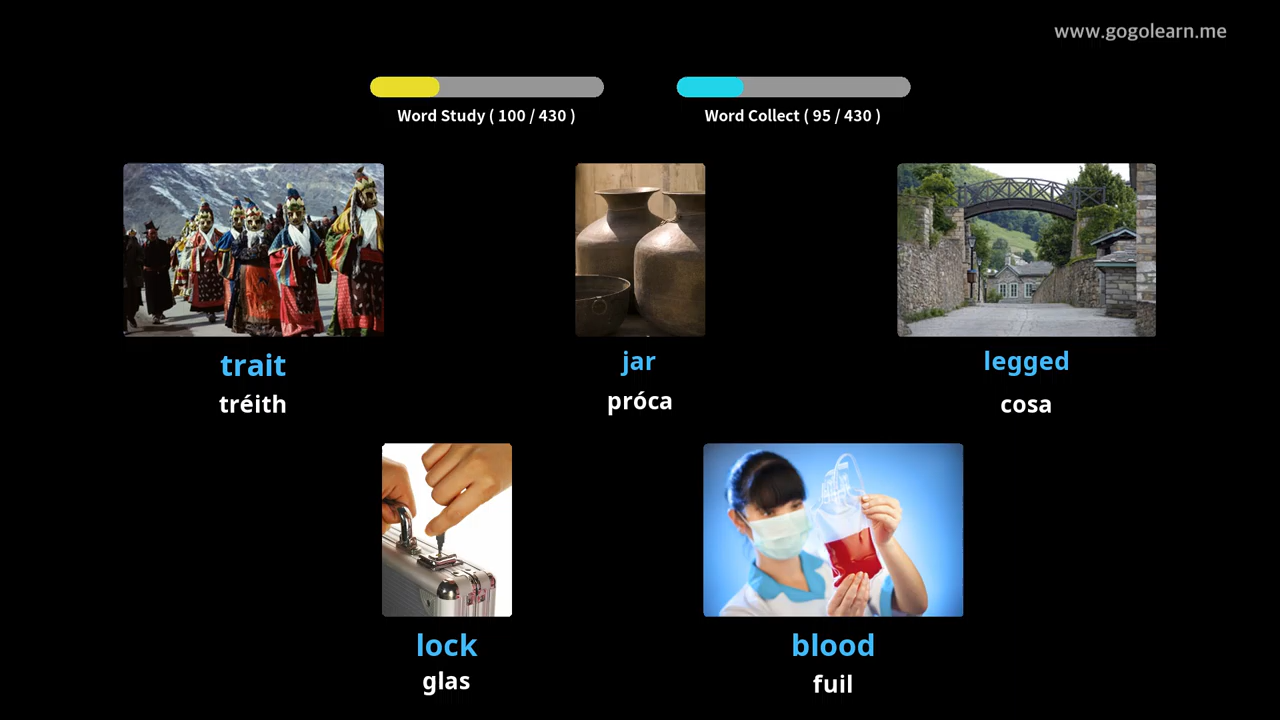 www.gogolearn.me
Word Study ( 100 / 430 )
Word Collect ( 95 / 430 )
trait
tréith
jar
próca
legged
cosa
lock
glas
blood
fuil